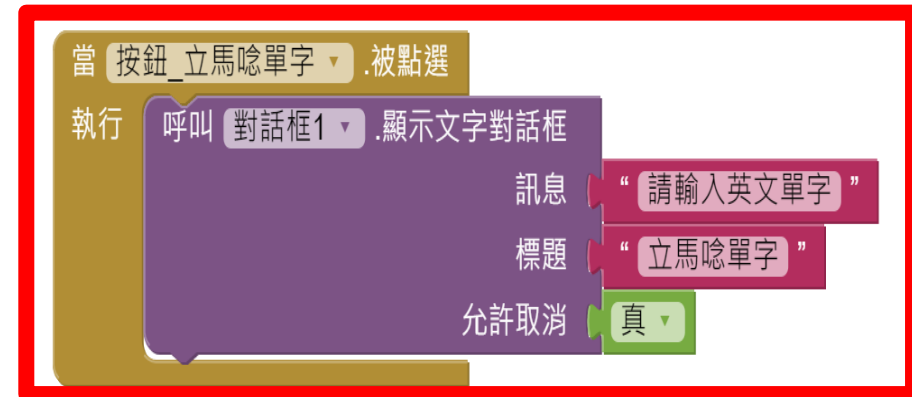 當 按鈕_立馬唸單字 .被點選
執行 呼叫 對話框1 .顯示文字對話框
訊息 “ 請輸入英文單字 ”
標題 “ 立馬唸單字 ”
允許取消 真